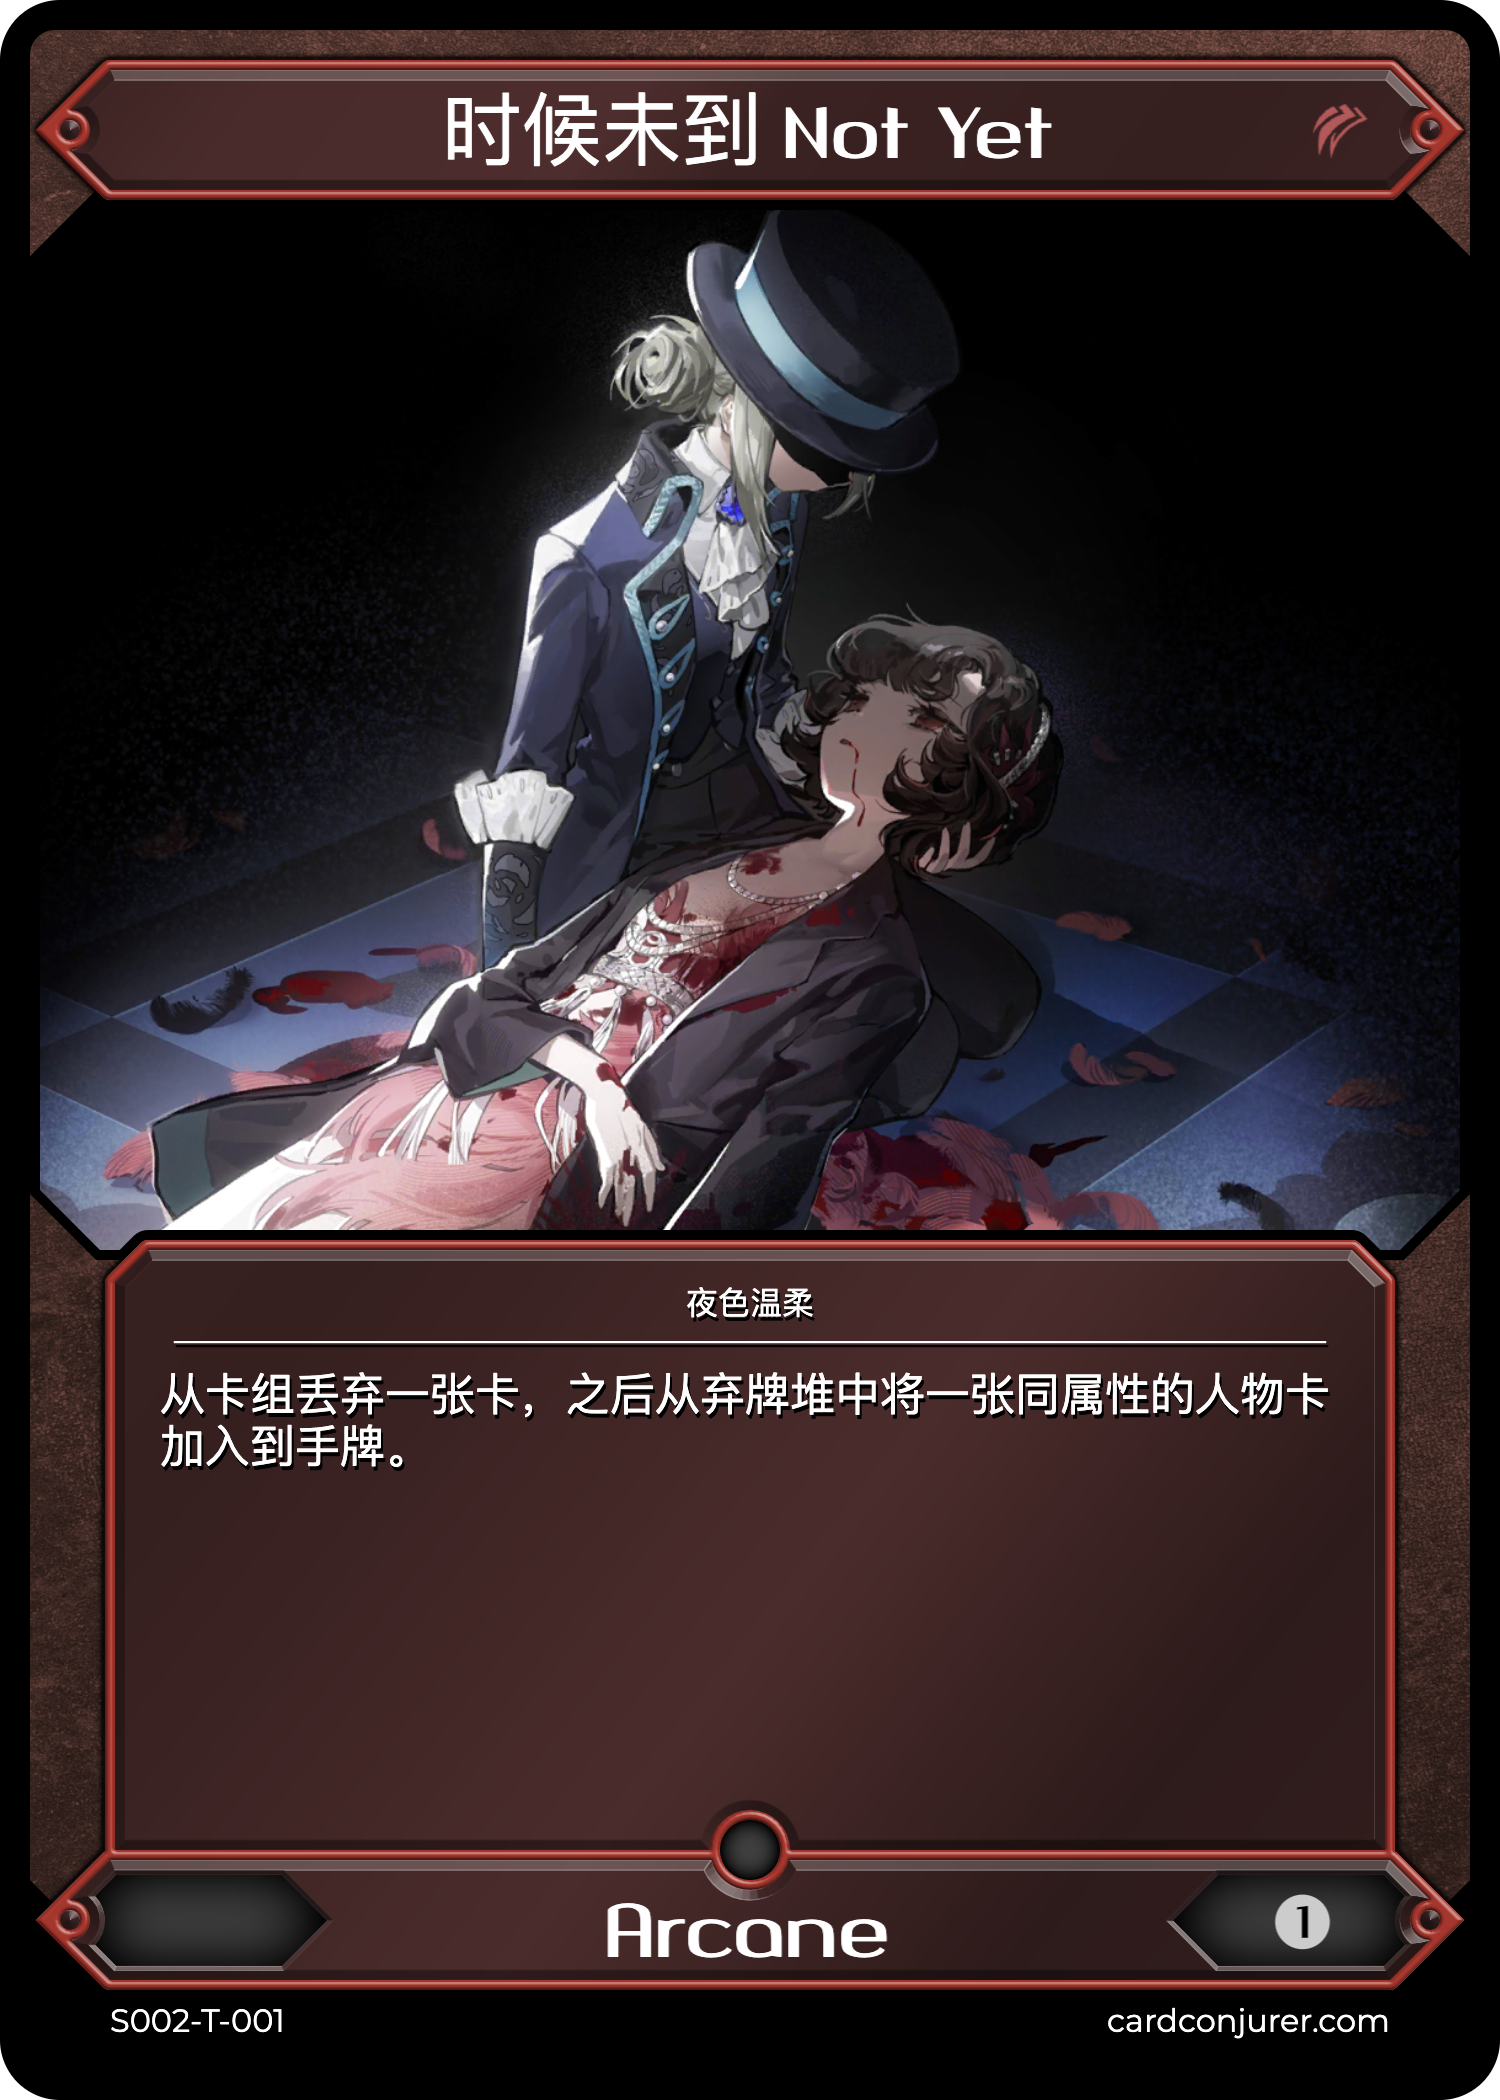 时候未到 Not Yet
夜色温柔
从卡组丢弃一张卡，之后从弃牌堆中将一张同属性的人物卡
加入到手牌。
Arcane
1
S002-T-001
cardconjurer.com